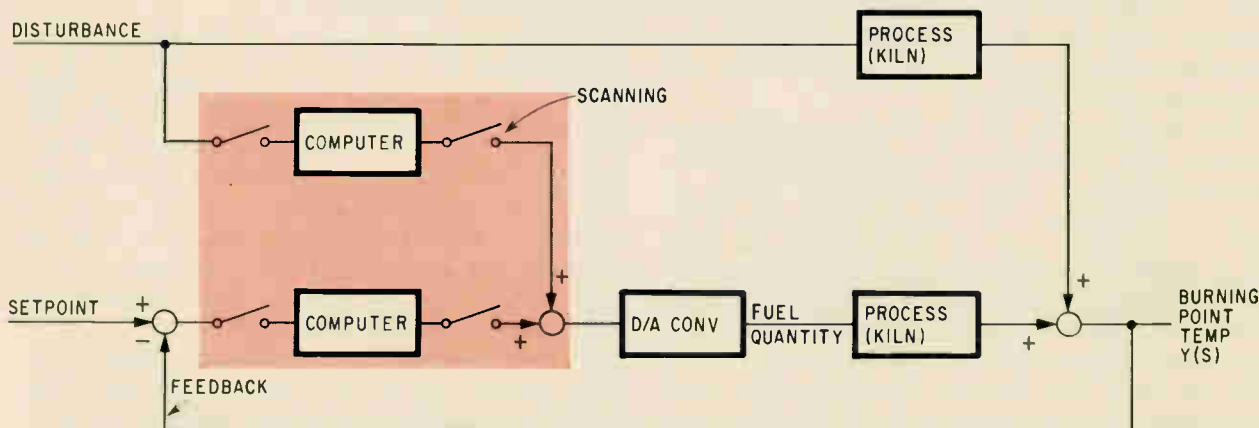 DISTURBANCE
PROCESS
(KILN)
SCANNING
COMPUTER
+
+
SETPOINT
+
-
COMPUTER
+
D/A CONV
FUEL
QUANTITY
PROCESS
(KILN)
+
BURNING
POINT
TEMP
Y(S)
FEEDBACK